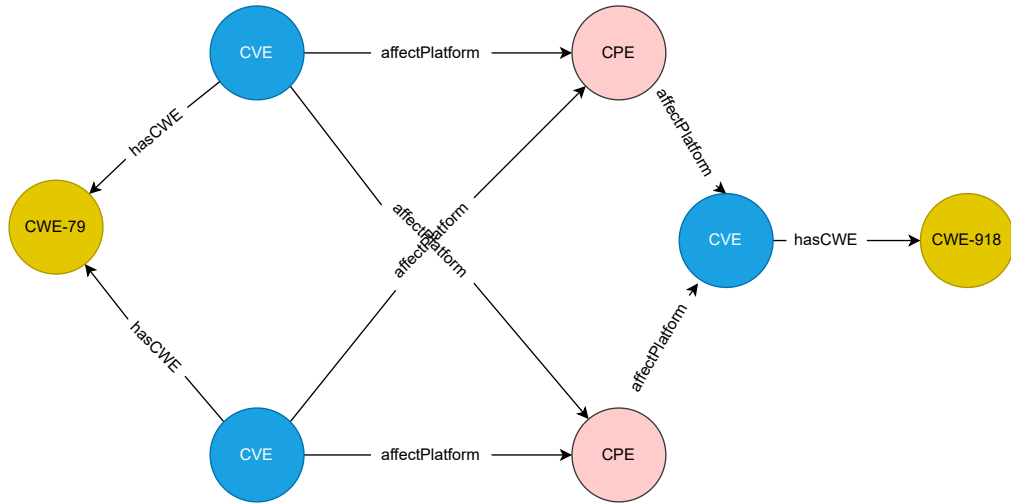 CVE
affectPlatform
CPE
hasCWE
affectPlatform
CWE-79
affectPlatform
affectPlatform
CVE
hasCWE
CWE-918
hasCWE
affectPlatform
CVE
affectPlatform
CPE